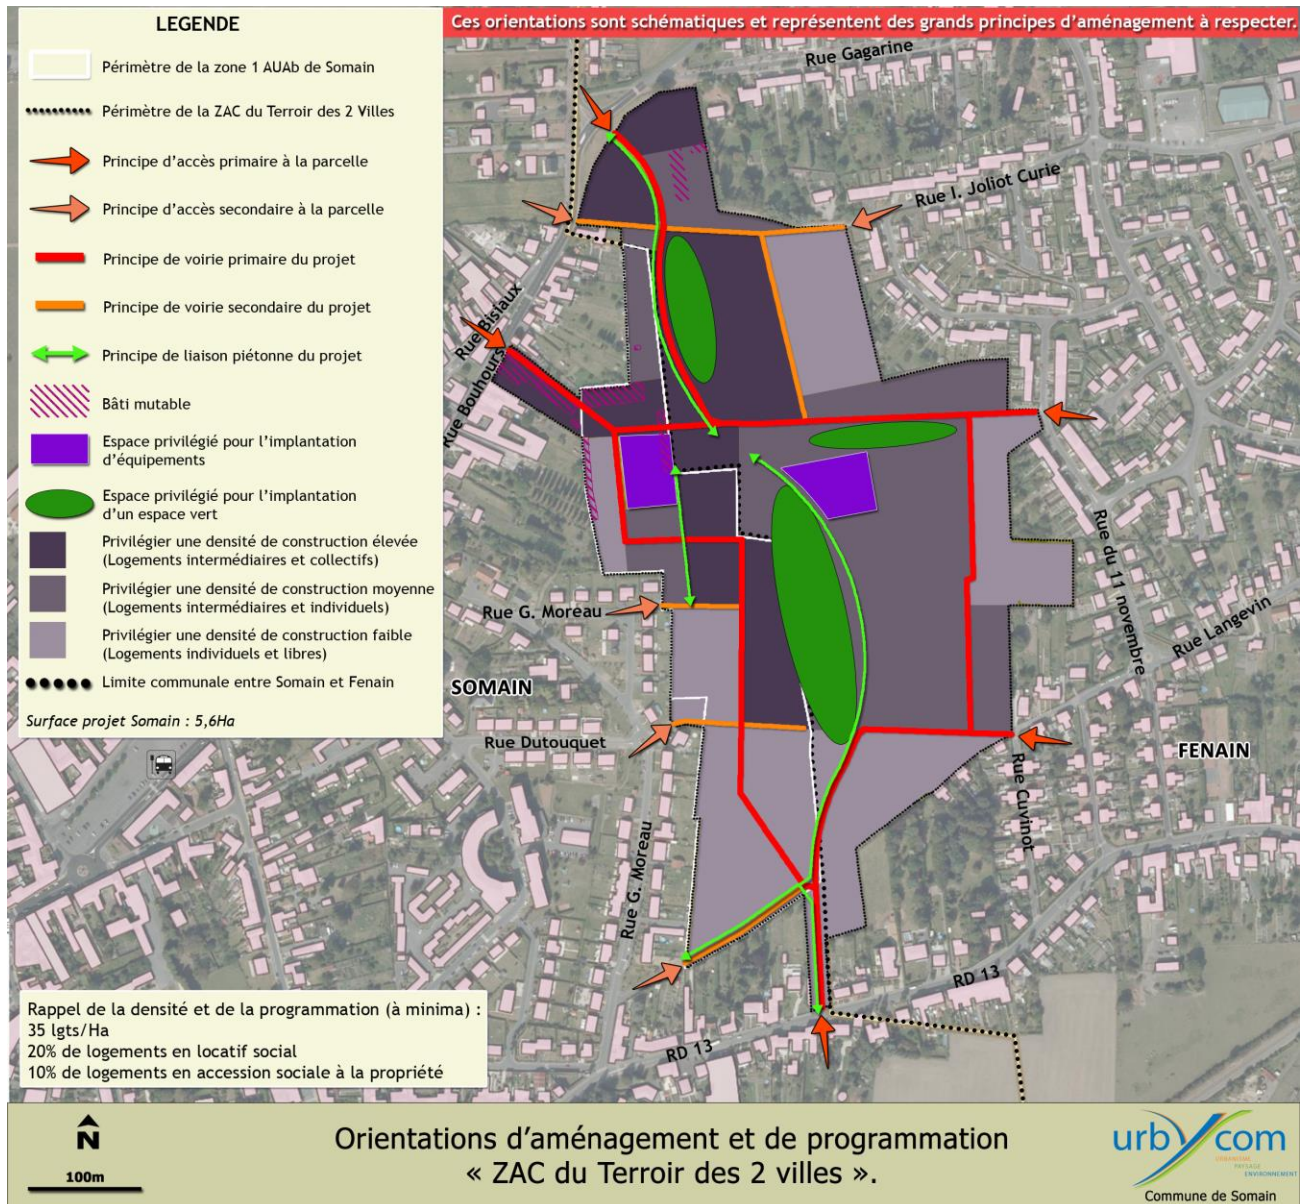 Ces orientations sont schématiques et représentent des grands principes d'aménagement à respecter.
LEGENDE
Périmètre de la zone 1 AUAb de Somain
Périmètre de la ZAC du Terroir des 2 Villes
Principe d'accès primaire à la parcelle
Principe d'accès secondaire à la parcelle
Principe de voirie primaire du projet
Principe de voirie secondaire du projet
Principe de liaison piétonne du projet
Bâti mutable
Espace privilégié pour l'implantation
d'équipements
Espace privilégié pour l'implantation
d'un espace vert
Privilégier une densité de construction élevée
(Logements intermédiaires et collectifs)
Privilégier une densité de construction moyenne
(Logements intermédiaires et individuels)
Privilégier une densité de construction faible
(Logements individuels et libres)
Limite communale entre Somain et Fenain
Surface projet Somain : 5,6Ha
Rue Gagarine
Rue I. Joliot Curie
Rue Bisiaux
Rue Bouhours
Rue du 11 novembre
Rue Langevin
Rue G. Moreau
SOMAIN
Rue Dutouquet
FENAIN
Rue Cuvinot
Rue G. Moreau
RD 13
RD 13
Rappel de la densité et de la programmation (à minima) :
35 lgts/Ha
20% de logements en locatif social
10% de logements en accession sociale à la propriété
N
100m
Orientations d'aménagement et de programmation
« ZAC du Terroir des 2 villes ».
urbycom
URBANISME
PAYSAGE
ENVIRONNEMENT
Commune de Somain